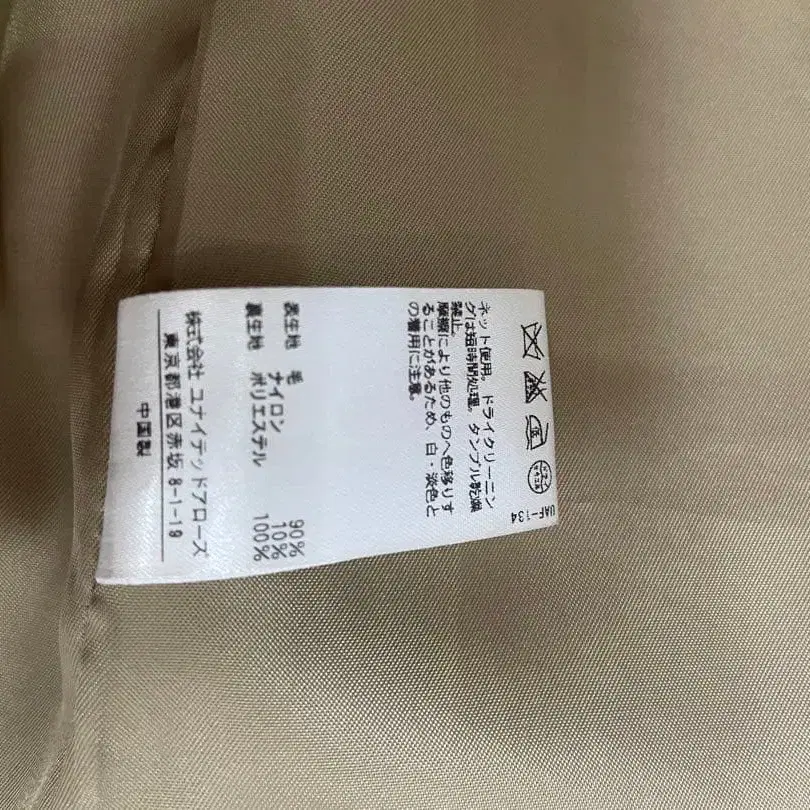 UAF-134
ネット使用。ドライクリーニン
グは短時間処理。タンブル乾燥
禁止。
摩擦により他のものへ色移りす
ることがあるため、白・淡色と
の着用に注意。
表生地 毛 90%
ナイロン 10%
裏生地 ポリエステル 100%
株式会社 ユナイテッドアローズ
東京都港区赤坂 8-1-19
中国製